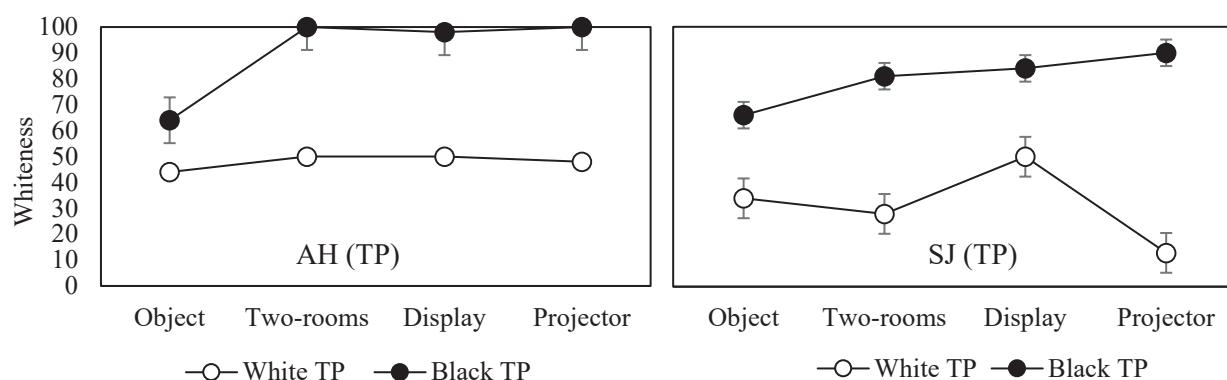 Whiteness
100
90
80
70
60
50
40
30
20
10
0
AH (TP)
Object Two-rooms Display Projector
White TP Black TP
SJ (TP)
Object Two-rooms Display Projector
White TP Black TP